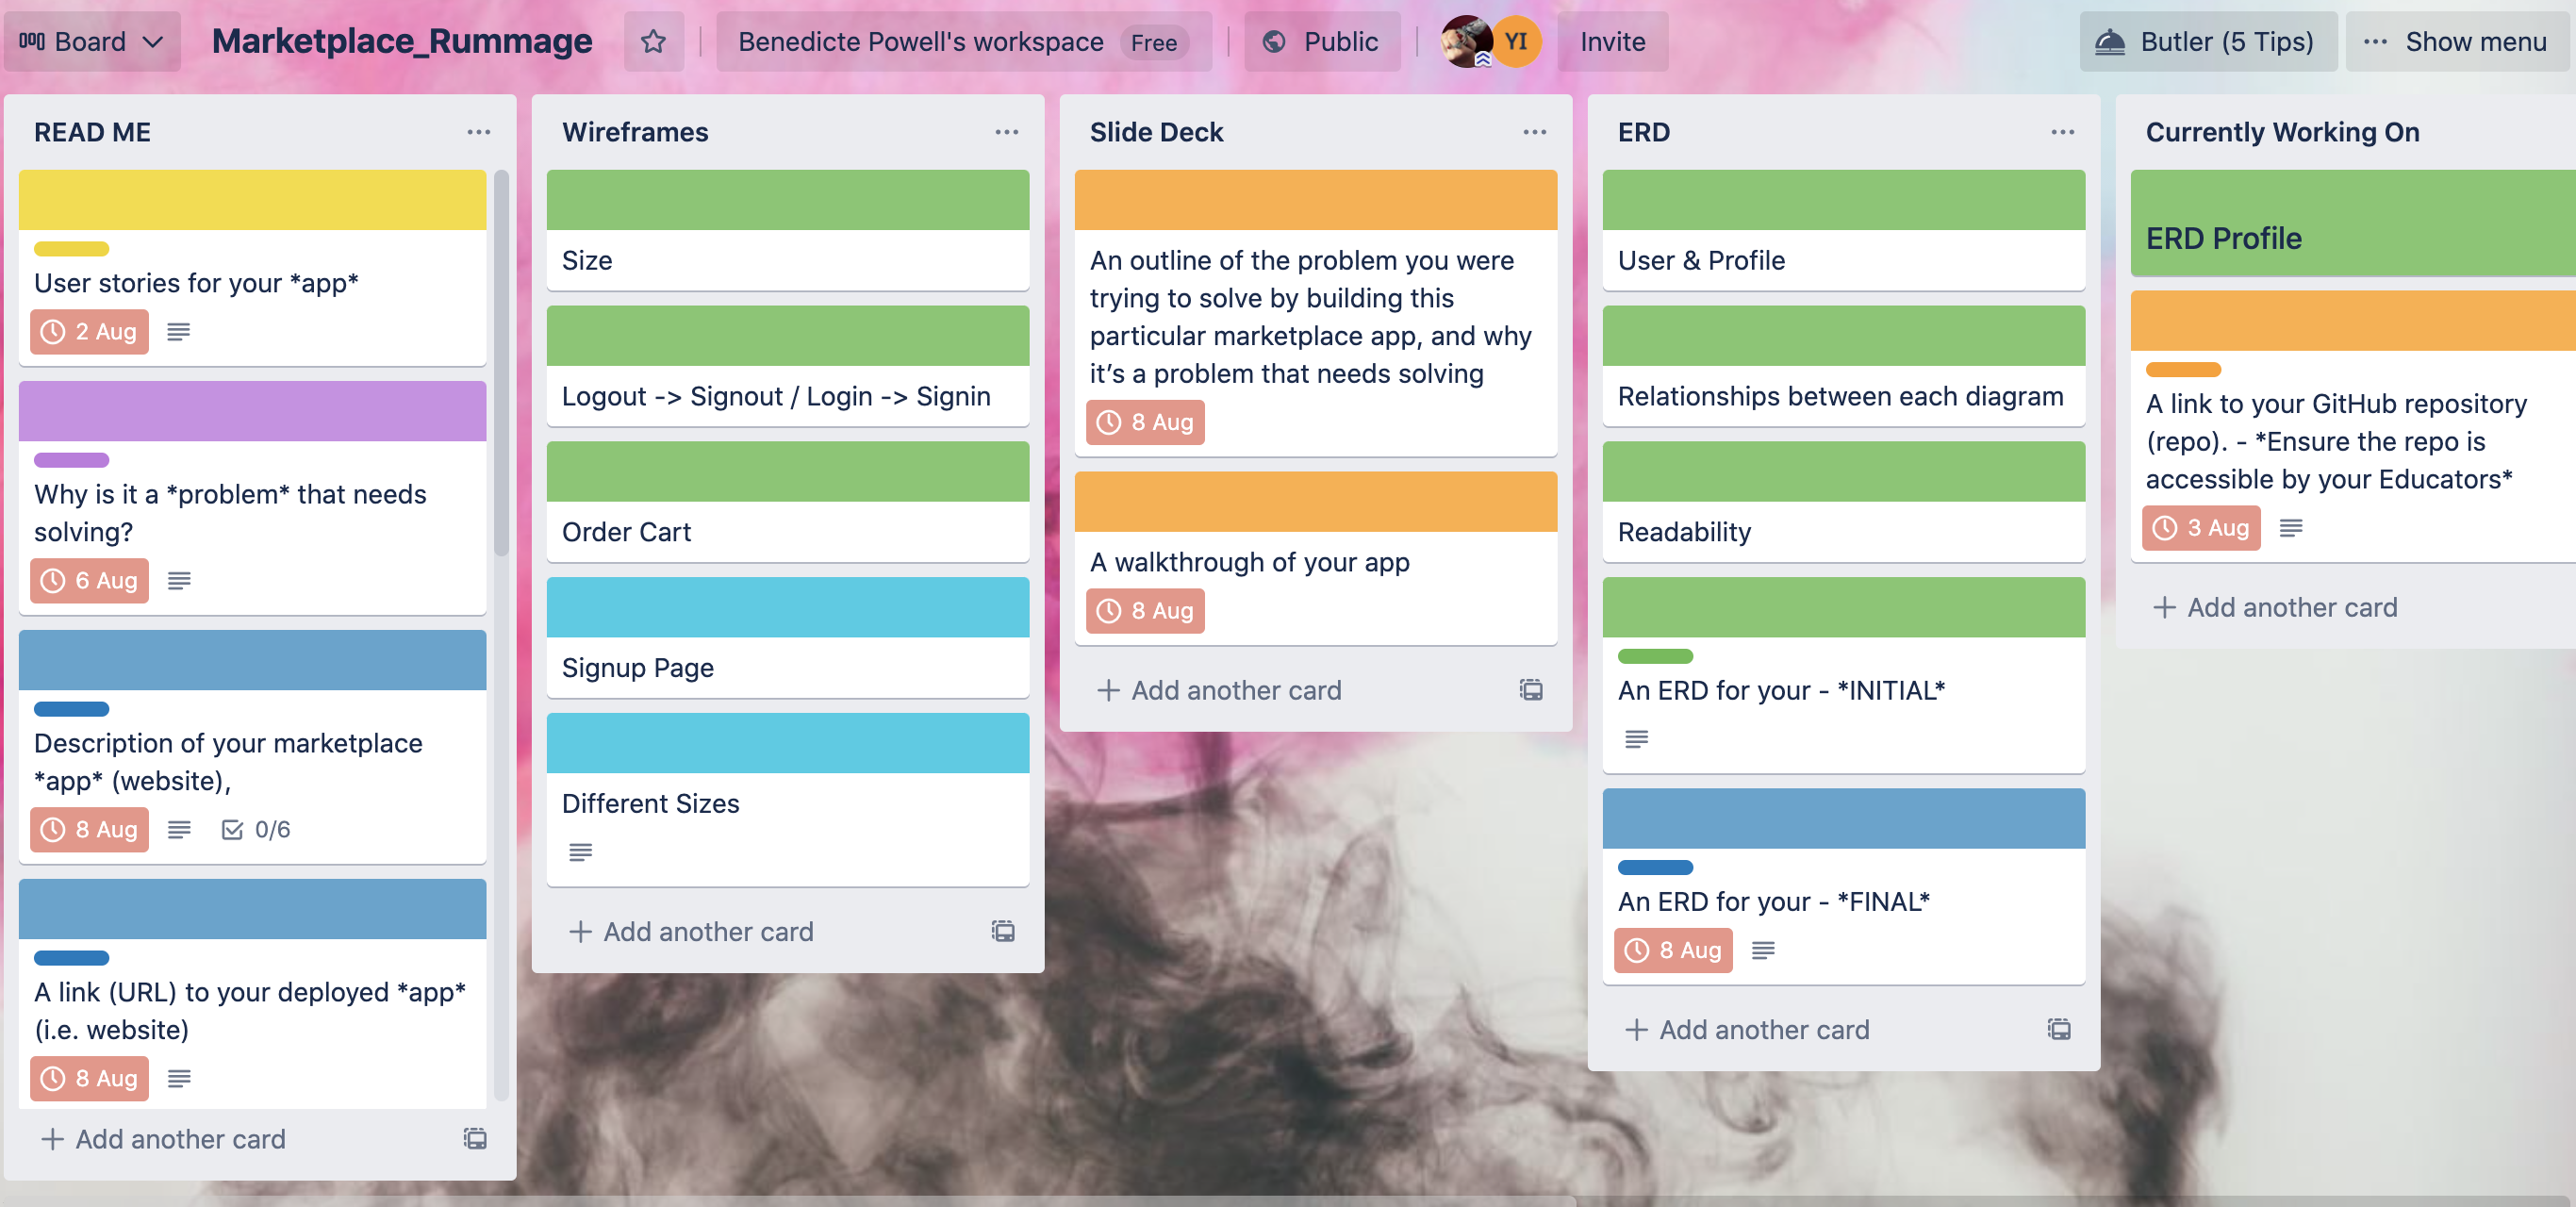 Board
Marketplace_Rummage
Benedicte Powell's workspace Free
Public
YI
Invite
Butler (5 Tips)
Show menu
READ ME
User stories for your *app*
2 Aug
Why is it a *problem* that needs
solving?
6 Aug
Description of your marketplace
*app* (website),
8 Aug
0/6
A link (URL) to your deployed *app*
(i.e. website)
8 Aug
Add another card
Wireframes
Size
Logout -> Signout / Login -> Signin
Order Cart
Signup Page
Different Sizes
Add another card
Slide Deck
An outline of the problem you were
trying to solve by building this
particular marketplace app, and why
it’s a problem that needs solving
8 Aug
A walkthrough of your app
8 Aug
Add another card
ERD
User & Profile
Relationships between each diagram
Readability
An ERD for your - *INITIAL*
An ERD for your - *FINAL*
8 Aug
Add another card
Currently Working On
ERD Profile
A link to your GitHub repository
(repo). - *Ensure the repo is
accessible by your Educators*
3 Aug
Add another card